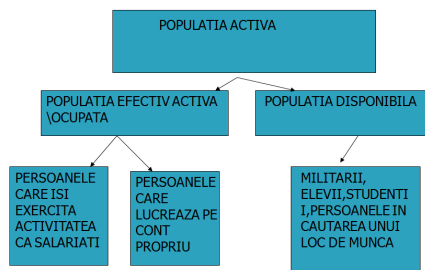 POPULATIA ACTIVA
POPULATIA EFECTIV ACTIVA
\OCUPATA
POPULATIA DISPONIBILA
PERSOANELE
CARE ISI
EXERCITA
ACTIVITATEA
CA SALARIATI
PERSOANELE
CARE
LUCREAZA PE
CONT
PROPRIU
MILITARII,
ELEVII,STUDENTI
I,PERSOANELE IN
CAUTAREA UNUI
LOC DE MUNCA